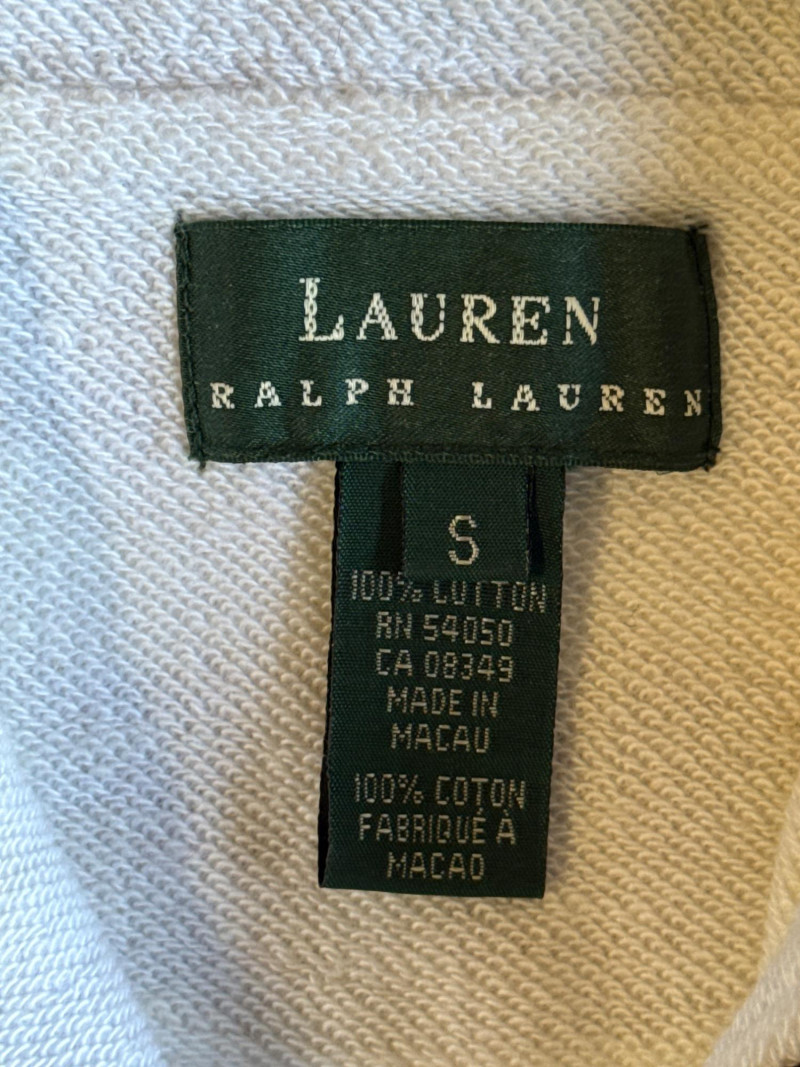 LAUREN
RALPH LAUREN
S
100% COTTON
RN 54050
CA 08349
MADE IN
MACAU
100% COTON
FABRIQUÉ À
MACAO